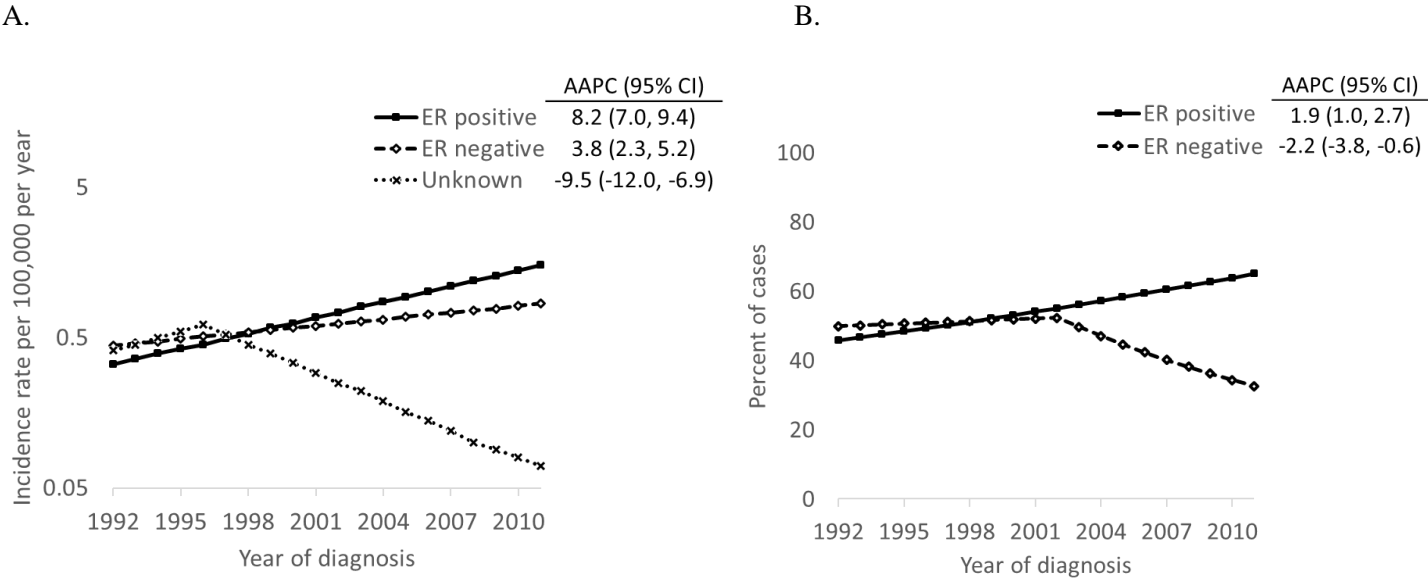 A.
AAPC (95% CI)
ER positive 8.2 (7.0, 9.4)
ER negative 3.8 (2.3, 5.2)
Unknown -9.5 (-12.0, -6.9)
Incidence rate per 100,000 per year
5
0.5
0.05
1992 1995 1998 2001 2004 2007 2010
Year of diagnosis
B.
AAPC (95% CI)
ER positive 1.9 (1.0, 2.7)
ER negative -2.2 (-3.8, -0.6)
Percent of cases
100
80
60
40
20
0
1992 1995 1998 2001 2004 2007 2010
Year of diagnosis